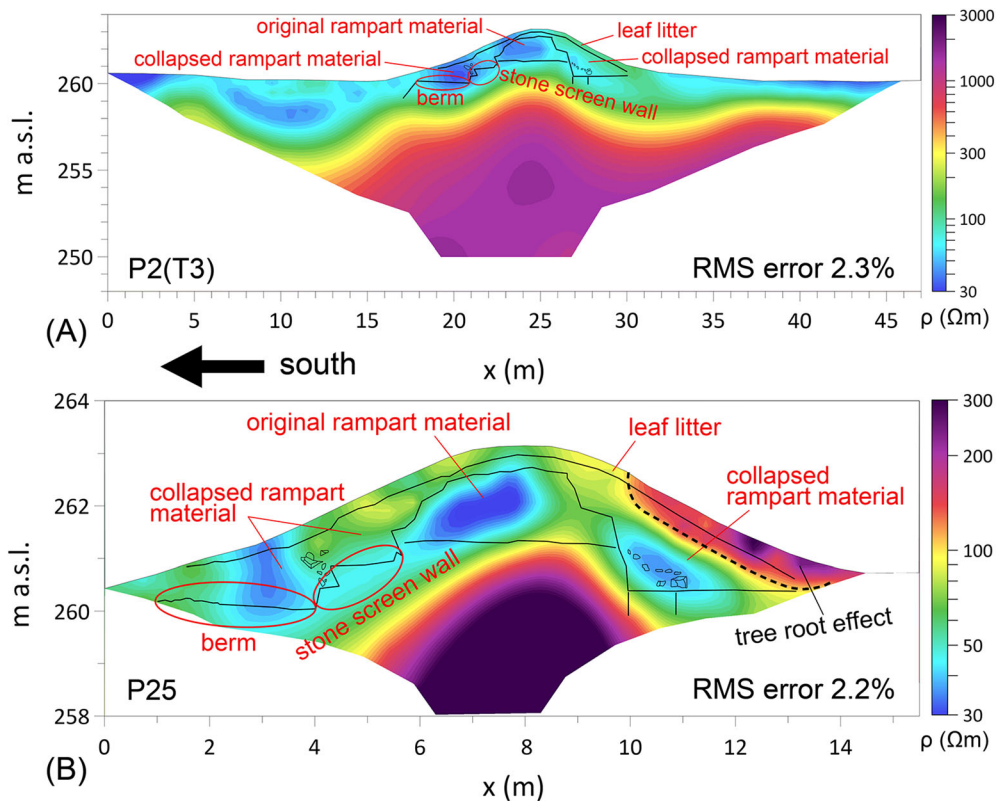 original rampart material
leaf litter
collapsed rampart material
collapsed rampart material
berm
stone screen wall
m a.s.l.
260
255
250
P2(T3)
RMS error 2.3%
3000
1000
300
100
30
ρ (Ωm)
(A)
0 5 10 15 20 25 30 35 40 45
x (m)
south
264
262
260
258
m a.s.l.
original rampart material
leaf litter
collapsed rampart
material
collapsed
rampart material
stone screen wall
berm
tree root effect
P25
RMS error 2.2%
300
200
100
50
30
ρ (Ωm)
(B)
0 2 4 6 8 10 12 14
x (m)